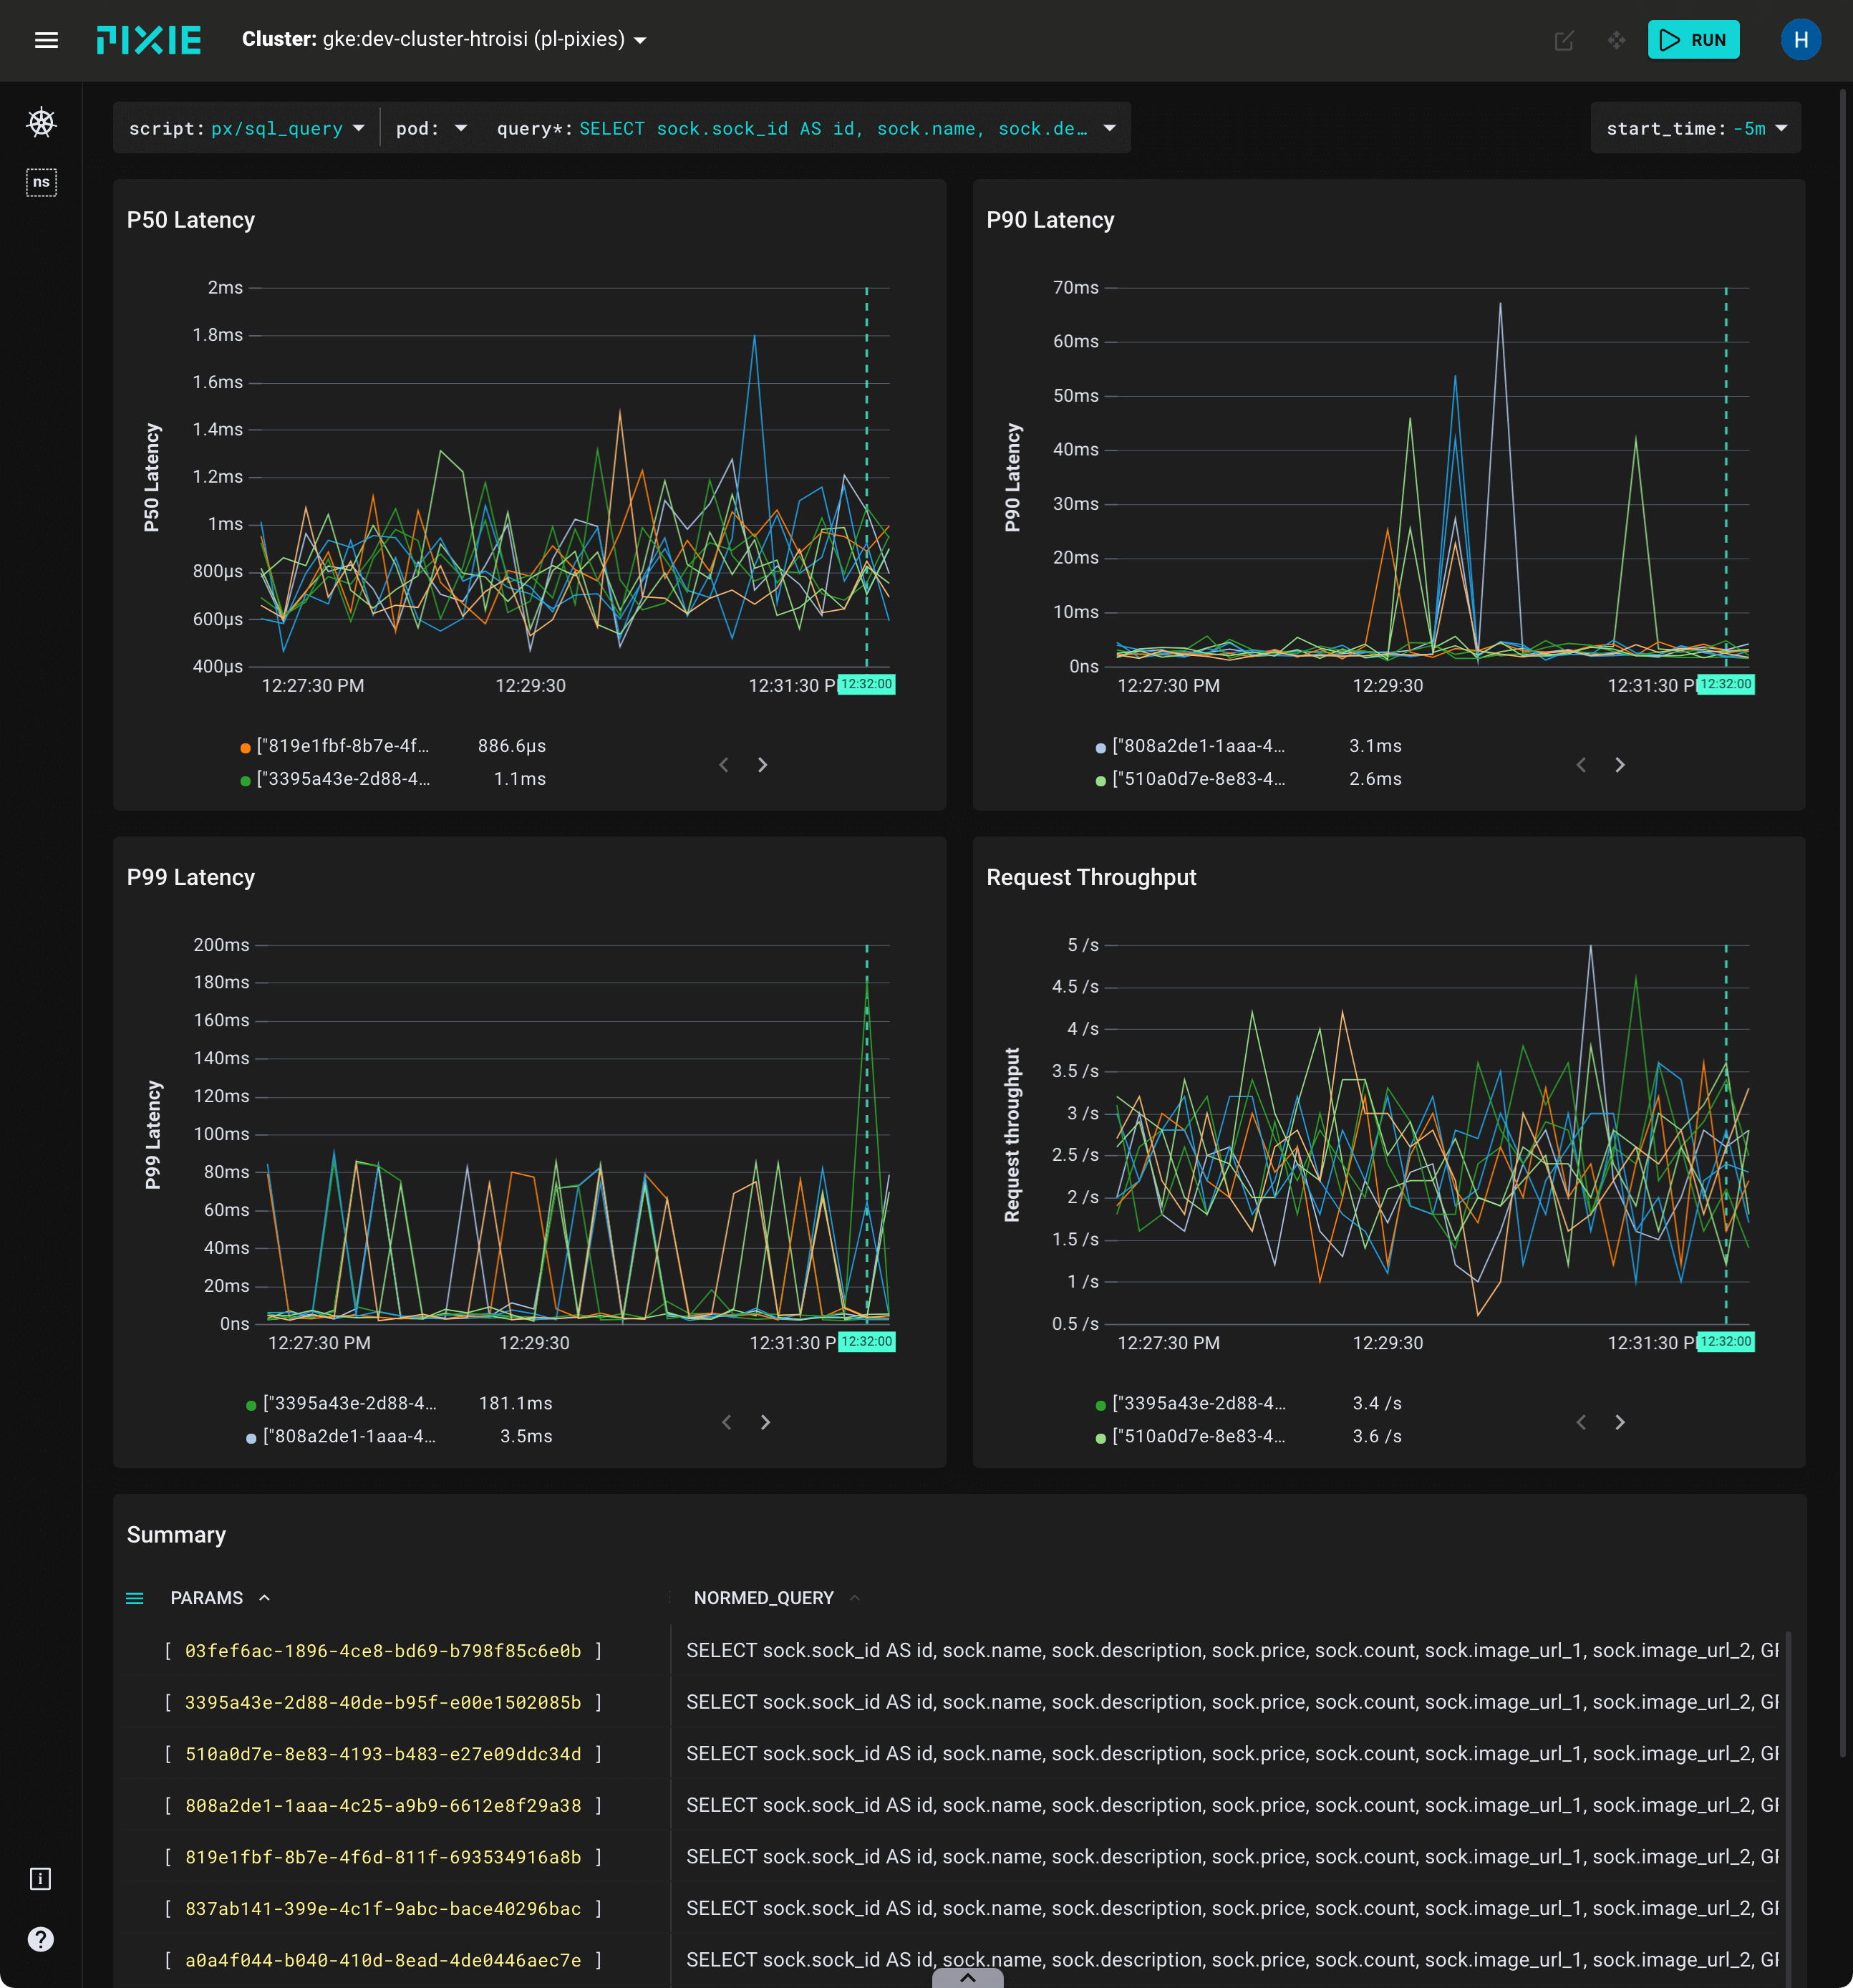 PIXIE
Cluster: gke:dev-cluster-htroisi (pl-pixies)
RUN
H
script: px/sql_query
pod:
query*: SELECT sock.sock_id AS id, sock.name, sock.de…
start_time: -5m
ns
P50 Latency
2ms
1.8ms
1.6ms
1.4ms
1.2ms
1ms
800µs
600µs
400µs
P50 Latency
12:27:30 PM
12:29:30
12:31:30 P
12:32:00
["819e1fbf-8b7e-4f… 886.6µs
["3395a43e-2d88-4… 1.1ms
P90 Latency
70ms
60ms
50ms
40ms
30ms
20ms
10ms
0ns
P90 Latency
12:27:30 PM
12:29:30
12:31:30 P
12:32:00
["808a2de1-1aaa-4… 3.1ms
["510a0d7e-8e83-4… 2.6ms
P99 Latency
200ms
180ms
160ms
140ms
120ms
100ms
80ms
60ms
40ms
20ms
0ns
P99 Latency
12:27:30 PM
12:29:30
12:31:30 P
12:32:00
["3395a43e-2d88-4… 181.1ms
["808a2de1-1aaa-4… 3.5ms
Request Throughput
5 /s
4.5 /s
4 /s
3.5 /s
3 /s
2.5 /s
2 /s
1.5 /s
1 /s
0.5 /s
Request throughput
12:27:30 PM
12:29:30
12:31:30 P
12:32:00
["3395a43e-2d88-4… 3.4 /s
["510a0d7e-8e83-4… 3.6 /s
Summary
PARAMS NORMED_QUERY
[ 03fef6ac-1896-4ce8-bd69-b798f85c6e0b ] SELECT sock.sock_id AS id, sock.name, sock.description, sock.price, sock.count, sock.image_url_1, sock.image_url_2,
[ 3395a43e-2d88-40de-b95f-e00e1502085b ] SELECT sock.sock_id AS id, sock.name, sock.description, sock.price, sock.count, sock.image_url_1, sock.image_url_2,
[ 510a0d7e-8e83-4193-b483-e27e09ddc34d ] SELECT sock.sock_id AS id, sock.name, sock.description, sock.price, sock.count, sock.image_url_1, sock.image_url_2,
[ 808a2de1-1aaa-4c25-a9b9-6612e8f29a38 ] SELECT sock.sock_id AS id, sock.name, sock.description, sock.price, sock.count, sock.image_url_1, sock.image_url_2,
[ 819e1fbf-8b7e-4f6d-811f-693534916a8b ] SELECT sock.sock_id AS id, sock.name, sock.description, sock.price, sock.count, sock.image_url_1, sock.image_url_2,
[ 837ab141-399e-4c1f-9abc-bace40296bac ] SELECT sock.sock_id AS id, sock.name, sock.description, sock.price, sock.count, sock.image_url_1, sock.image_url_2,
[ a0a4f044-b040-410d-8ead-4de0446aec7e ] SELECT sock.sock_id AS id, sock.name, sock.description, sock.price, sock.count, sock.image_url_1, sock.image_url_2,